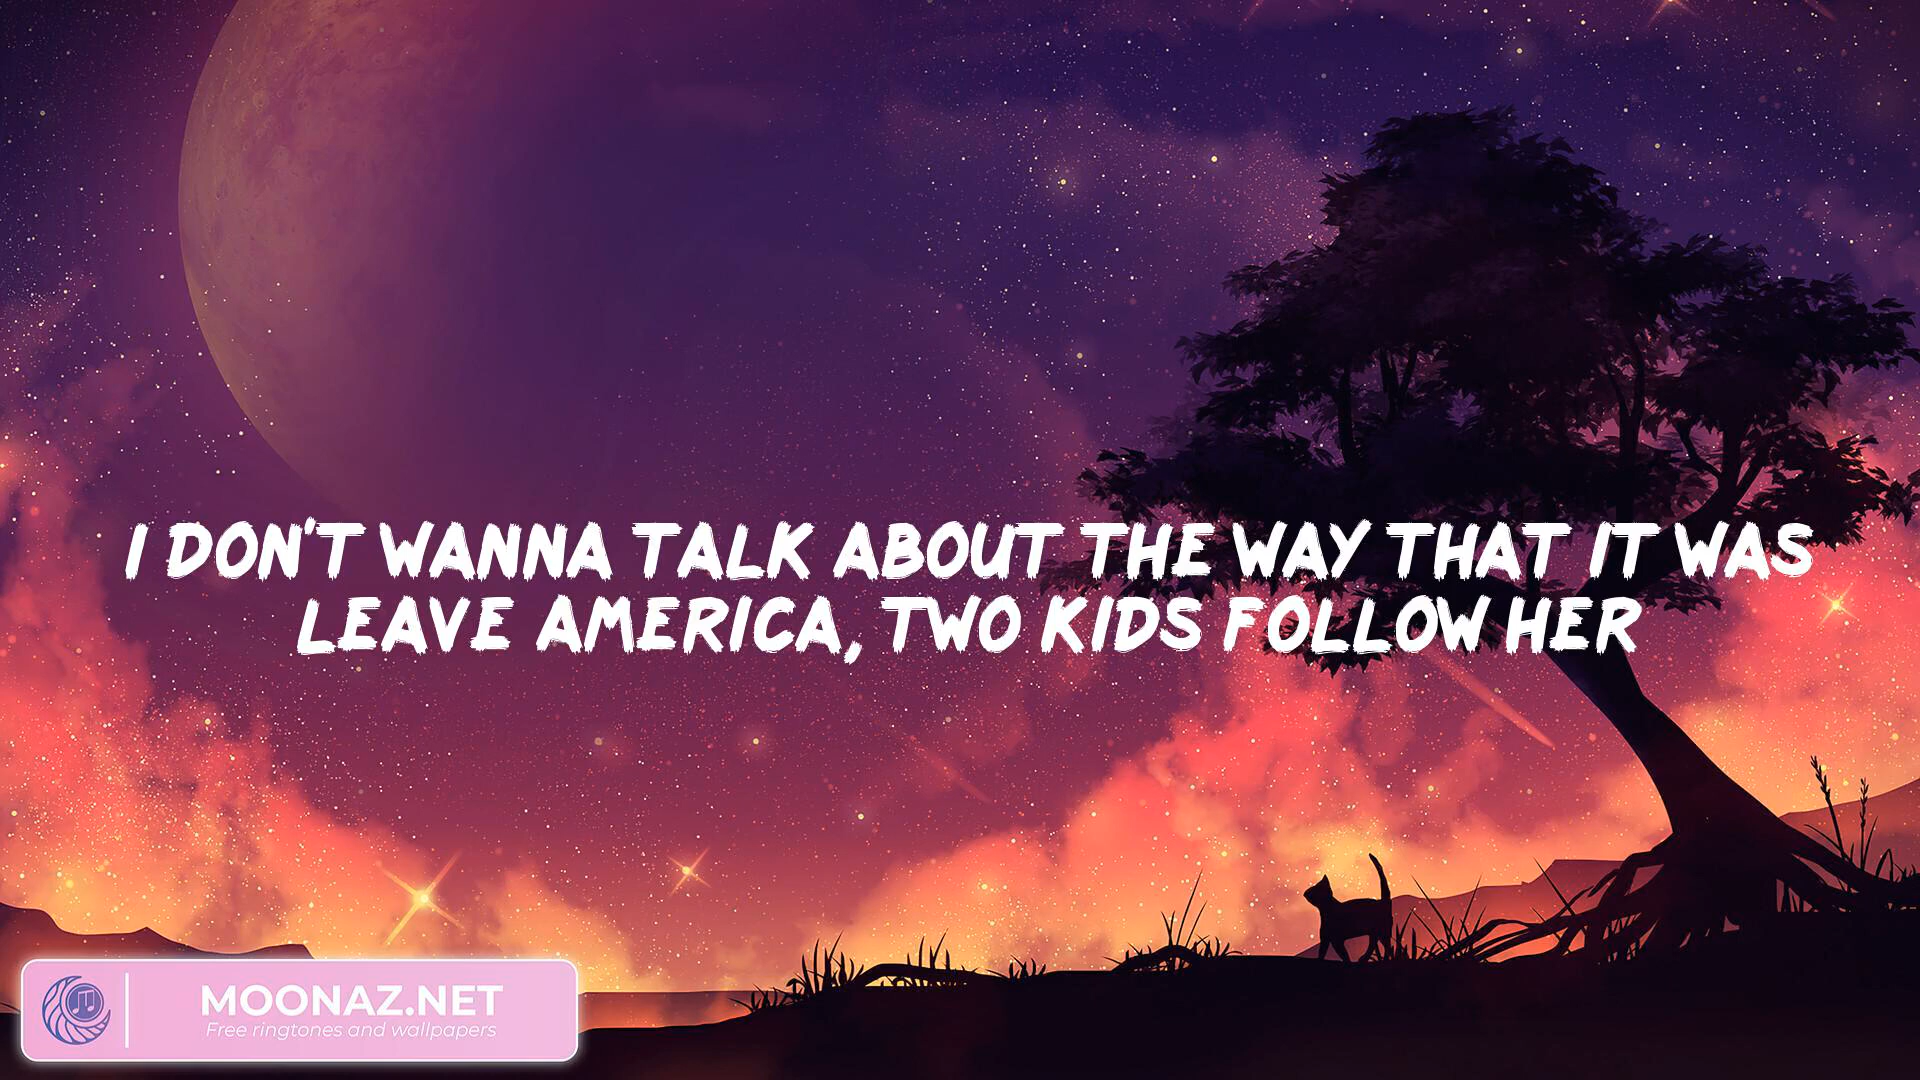 I DON'T WANNA TALK ABOUT THE WAY THAT IT WAS
LEAVE AMERICA, TWO KIDS FOLLOW HER
MOONAZ.NET
Free ringtones and wallpapers